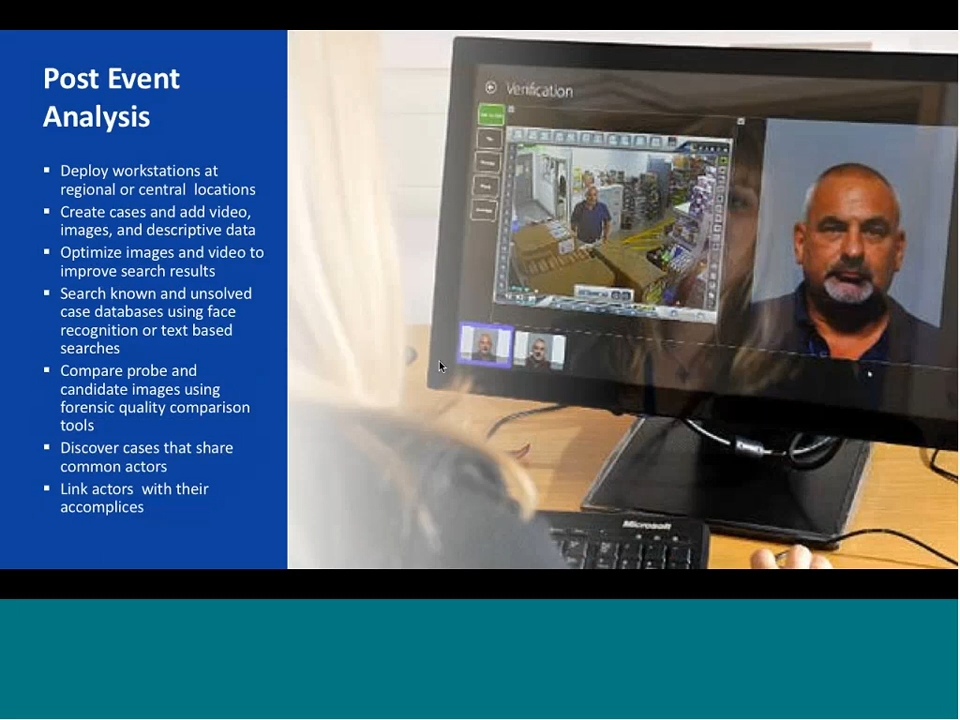 Post Event
Analysis
▪ Deploy workstations at
regional or central locations
▪ Create cases and add video,
images, and descriptive data
▪ Optimize images and video to
improve search results
▪ Search known and unsolved
case databases using face
recognition or text based
searches
▪ Compare probe and
candidate images using
forensic quality comparison
tools
▪ Discover cases that share
common actors
▪ Link actors with their
accomplices
Verification
Microsoft